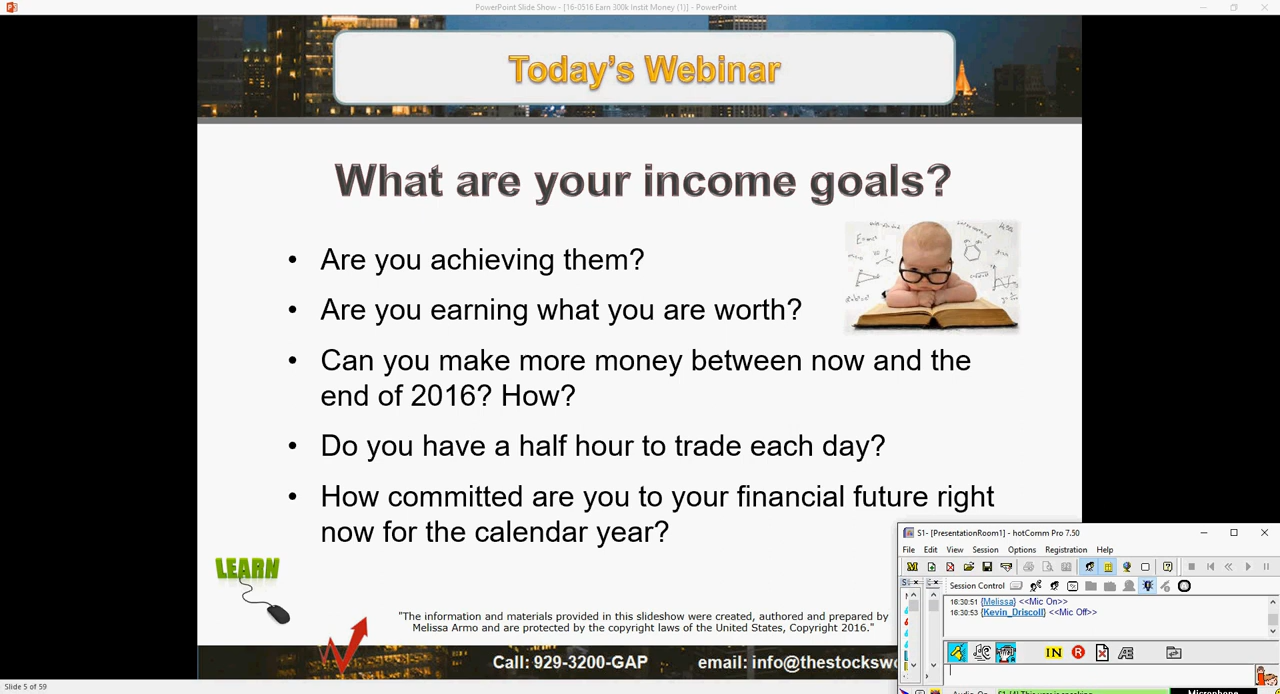 PowerPoint Slide Show - [16-0516 Earn 300k Instit Money (1)] - PowerPoint
Today's Webinar
What are your income goals?
• Are you achieving them?
• Are you earning what you are worth?
• Can you make more money between now and the
end of 2016? How?
• Do you have a half hour to trade each day?
• How committed are you to your financial future right
now for the calendar year?
LEARN
"The information and materials provided in this slideshow were created, authored and prepared by
Melissa Armo and are protected by the copyright laws of the United States, Copyright 2016."
Call: 929-3200-GAP email: info@thestockswo
Slide 5 of 59
S1- [PresentationRoom1] - hotComm Pro 7.50
File Edit View Session Options Registration Help
Session Control
16:30:51 {Melissa} <<Mic On>>
16:30:53 {Kevin_Driscoll} <<Mic Off>>
IN
Microphone